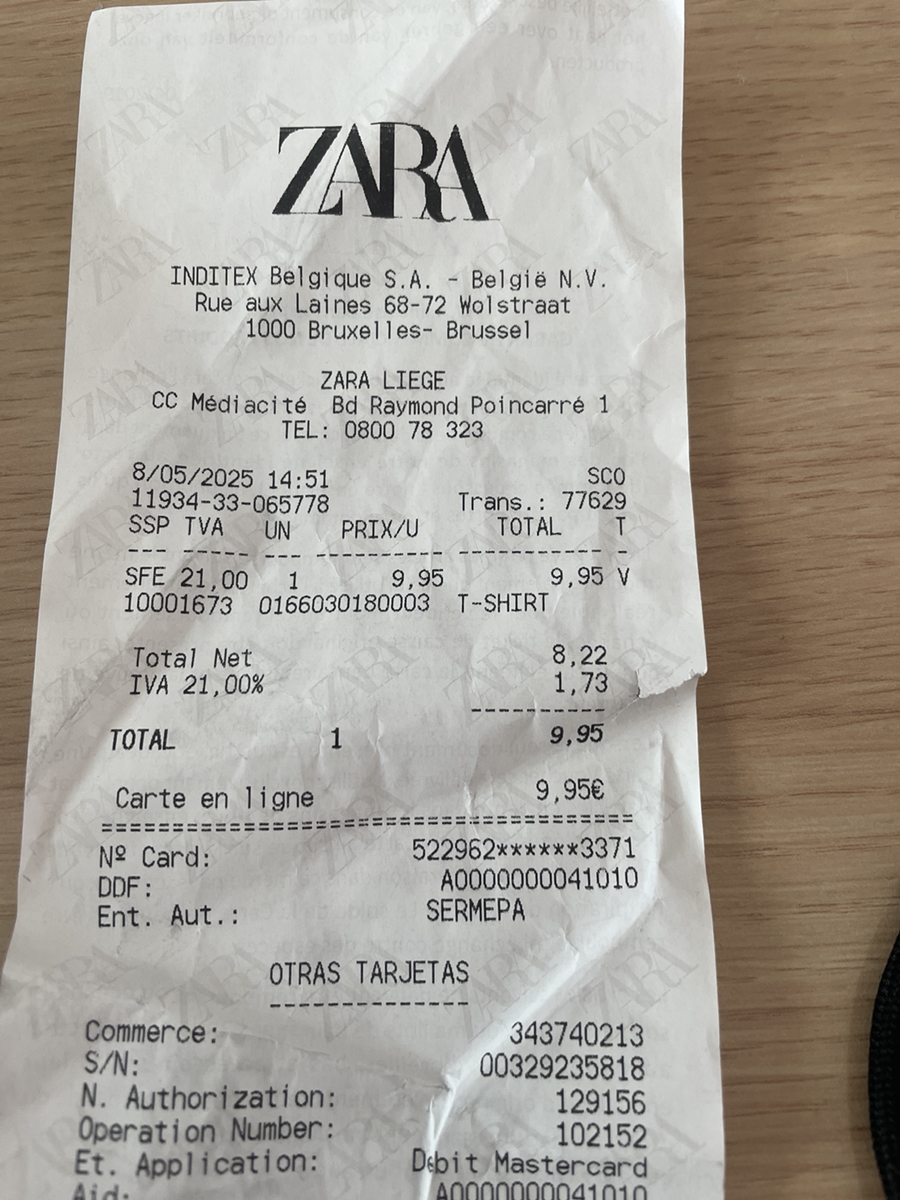 ZARA
INDITEX Belgique S.A. - België N.V.
Rue aux Laines 68-72 Wolstraat
1000 Bruxelles- Brussel
ZARA LIEGE
CC Médiacité Bd Raymond Poincarré 1
TEL: 0800 78 323
8/05/2025 14:51 SCO
11934-33-065778 Trans.: 77629
SSP TVA UN PRIX/U TOTAL T
--- ----- --- ---------- ----------- -
SFE 21,00 1 9,95 9,95 V
10001673 0166030180003 T-SHIRT
Total Net 8,22
IVA 21,00% 1,73
----------
TOTAL 1 9,95
Carte en ligne 9,95€
========================================
Nº Card: 522962******3371
DDF: A0000000041010
Ent. Aut.: SERMEPA
OTRAS TARJETAS
--------------
Commerce: 343740213
S/N: 00329235818
N. Authorization: 129156
Operation Number: 102152
Et. Application: Debit Mastercard
Aid: A0000000041010